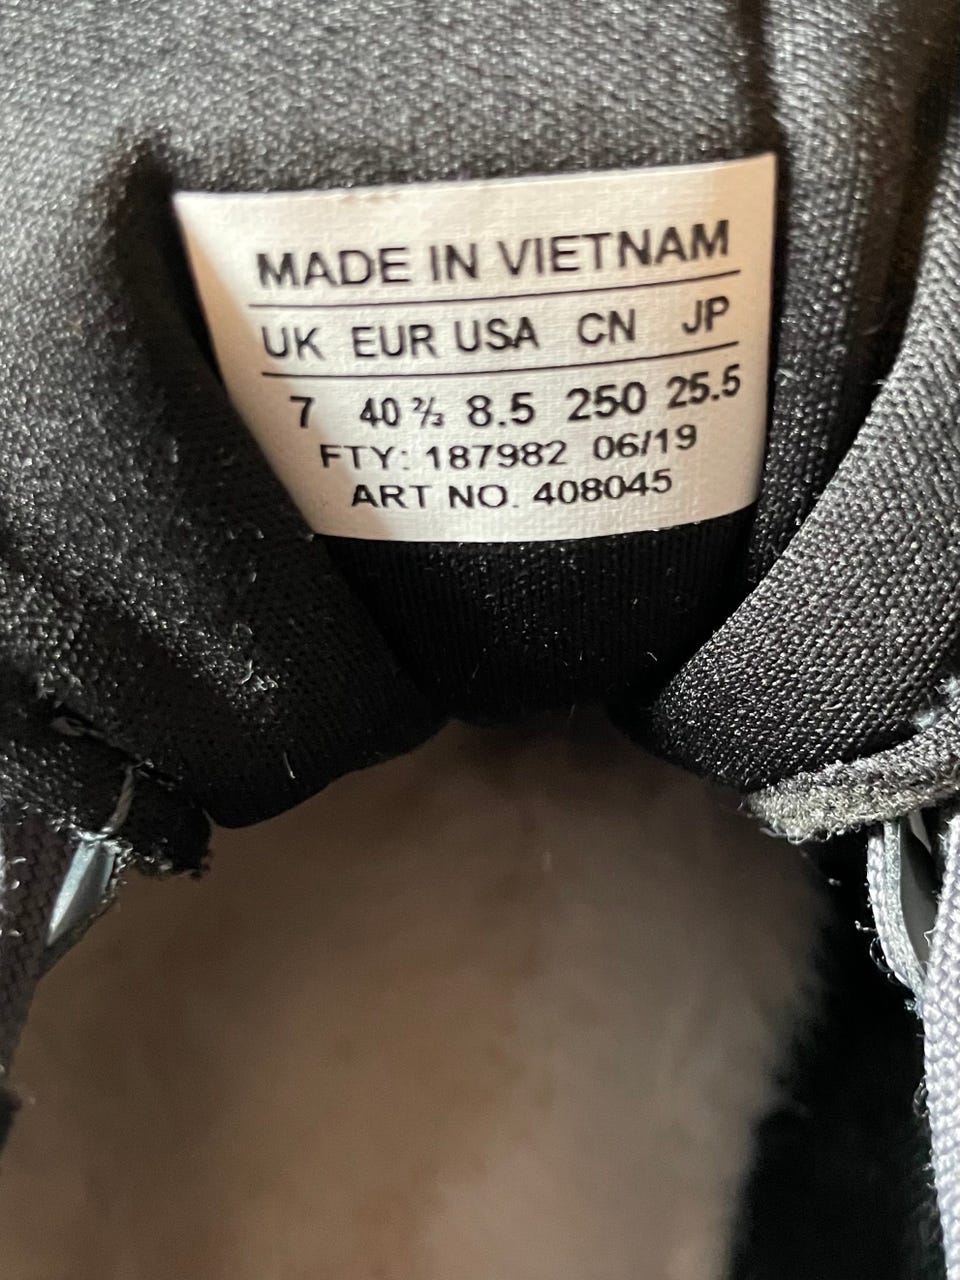 MADE IN VIETNAM
UK EUR USA CN JP
7 40 ⅔ 8.5 250 25.5
FTY: 187982 06/19
ART NO. 408045